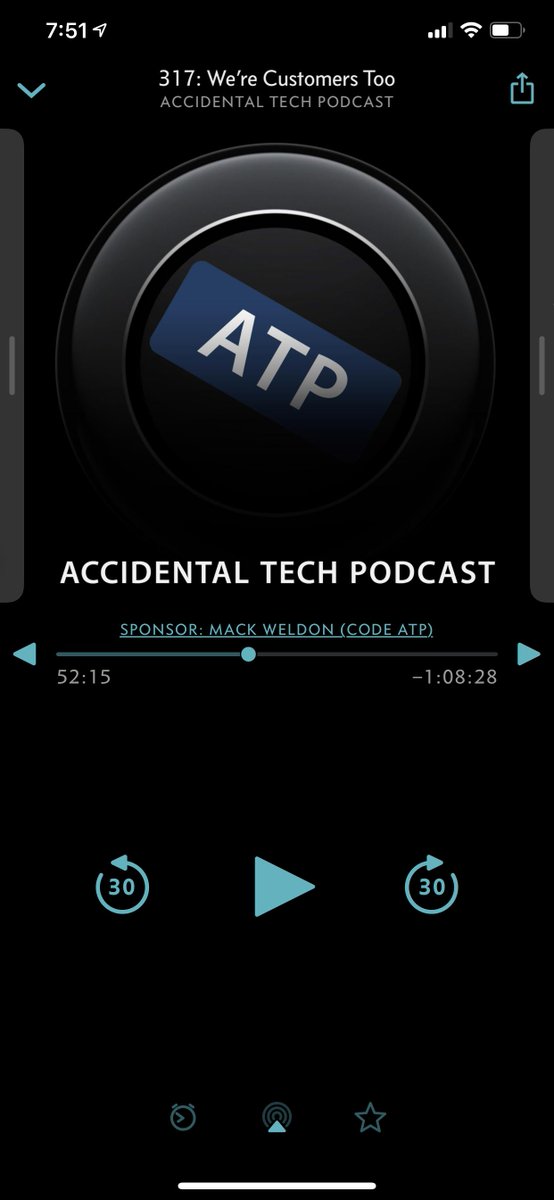 7:51
317: We're Customers Too
ACCIDENTAL TECH PODCAST
ATP
ACCIDENTAL TECH PODCAST
SPONSOR: MACK WELDON (CODE ATP)
52:15
–1:08:28
30
30